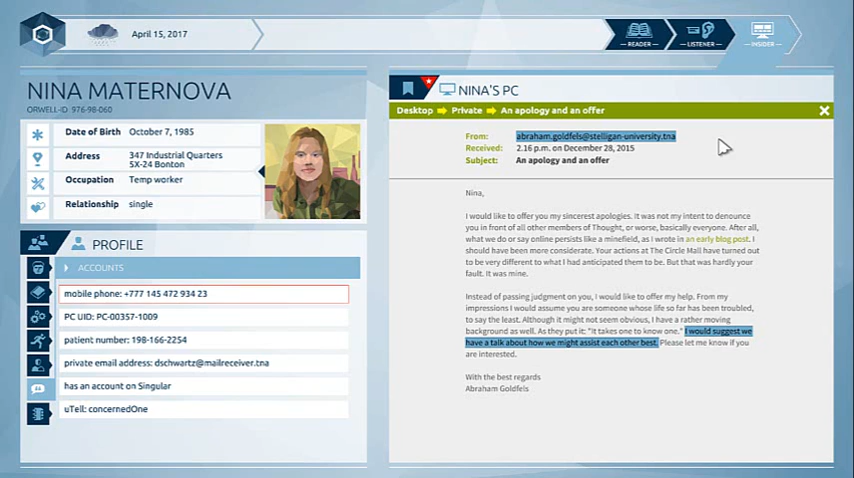 April 15, 2017
READER
LISTENER
INSIDER
NINA MATERNOVA
ORWELL-ID 976-98-060
Date of Birth October 7, 1985
Address 347 Industrial Quarters
SX-24 Bonton
Occupation Temp worker
Relationship single
PROFILE
ACCOUNTS
mobile phone: +777 145 472 934 23
PC UID: PC-00357-1009
patient number: 198-166-2254
private email address: dschwartz@mailreceiver.tna
has an account on Singular
uTell: concernedOne
NINA'S PC
Desktop Private An apology and an offer
From: abraham.goldfels@stelligan-university.tna
Received: 2.16 p.m. on December 28, 2015
Subject: An apology and an offer
Nina,
I would like to offer you my sincerest apologies. It was not my intent to denounce
you in front of all other members of Thought, or worse, basically everyone. After all,
what we do or say online persists like a minefield, as I wrote in an early blog post. I
should have been more considerate. Your actions at The Circle Mall have turned out
to be very different to what I had anticipated them to be. But that was hardly your
fault. It was mine.
Instead of passing judgment on you, I would like to offer my help. From my
impressions I would assume you are someone whose life so far has been troubled,
to say the least. Although it might not seem obvious, I have a rather moving
background as well. As they put it: "It takes one to know one." I would suggest we
have a talk about how we might assist each other best. Please let me know if you
are interested.
With the best regards
Abraham Goldfels